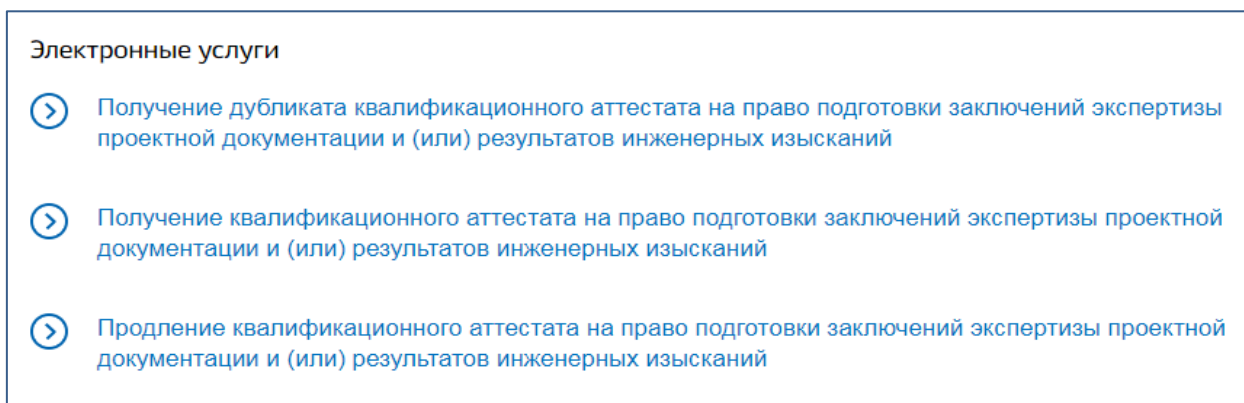 Электронные услуги
Получение дубликата квалификационного аттестата на право подготовки заключений экспертизы
проектной документации и (или) результатов инженерных изысканий
Получение квалификационного аттестата на право подготовки заключений экспертизы проектной
документации и (или) результатов инженерных изысканий
Продление квалификационного аттестата на право подготовки заключений экспертизы проектной
документации и (или) результатов инженерных изысканий